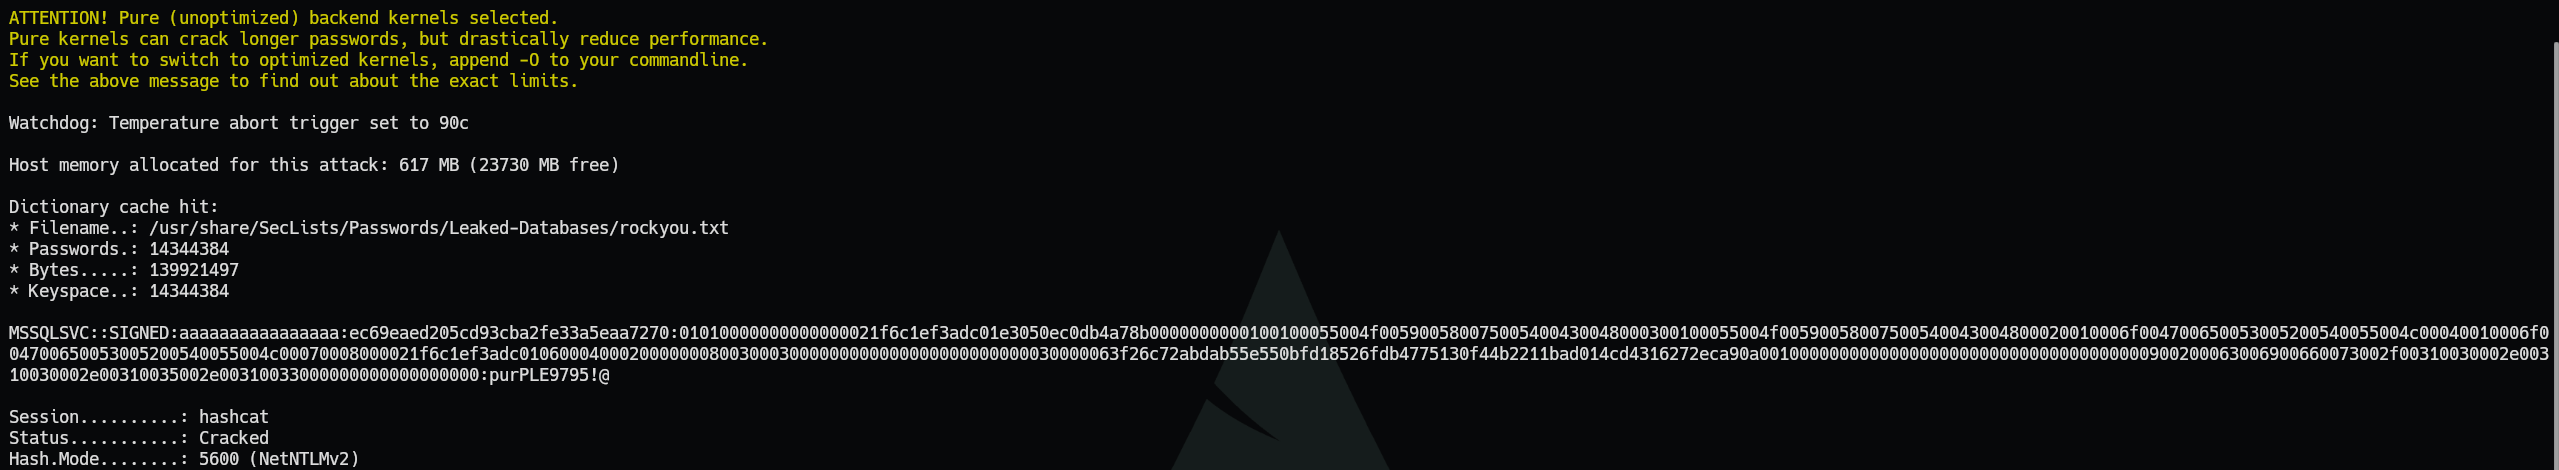 ATTENTION! Pure (unoptimized) backend kernels selected.
Pure kernels can crack longer passwords, but drastically reduce performance.
If you want to switch to optimized kernels, append -O to your commandline.
See the above message to find out about the exact limits.
Watchdog: Temperature abort trigger set to 90c
Host memory allocated for this attack: 617 MB (23730 MB free)
Dictionary cache hit:
* Filename..: /usr/share/SecLists/Passwords/Leaked-Databases/rockyou.txt
* Passwords.: 14344384
* Bytes.....: 139921497
* Keyspace..: 14344384
MSSQLSVC::SIGNED:aaaaaaaaaaaaaaaa:ec69eaed205cd93cba2fe33a5eaa7270:01010000000000000021f6c1ef3adc01e3050ec0db4a78b0000000000100100055004f005900580075005400430048000300100055004f00590058007500540043004800020010006f004700650053005200540055004c00040010006f0
04700650053005200540055004c00070008000021f6c1ef3adc010600040002000000080030003000000000000000000000000030000063f26c72abdab55e550bfd18526fdb4775130f44b2211bad014cd4316272eca90a001000000000000000000000000000000000000900200063006900660073002f00310030002e003
10030002e00310035002e003100330000000000000000000:purPLE9795!@
Session..........: hashcat
Status...........: Cracked
Hash.Mode........: 5600 (NetNTLMv2)